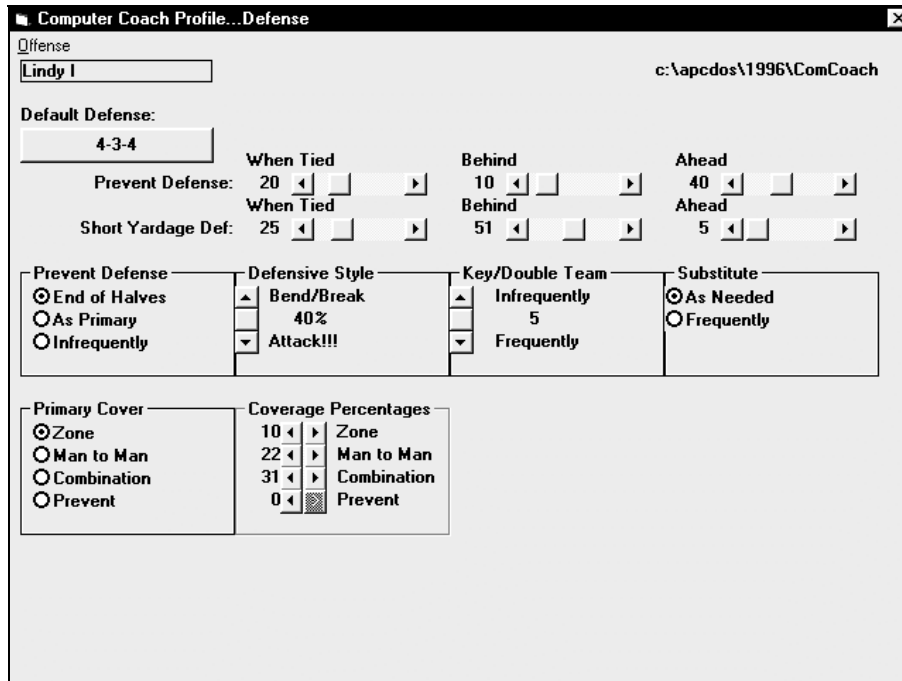 Computer Coach Profile...Defense
Offense
Lindy I
c:\apcdos\1996\ComCoach
Default Defense:
4-3-4
When Tied Behind Ahead
Prevent Defense: 20 10 40
When Tied Behind Ahead
Short Yardage Def: 25 51 5
Prevent Defense
End of Halves
As Primary
Infrequently
Defensive Style
Bend/Break
40%
Attack!!!
Key/Double Team
Infrequently
5
Frequently
Substitute
As Needed
Frequently
Primary Cover
Zone
Man to Man
Combination
Prevent
Coverage Percentages
10 Zone
22 Man to Man
31 Combination
0 Prevent